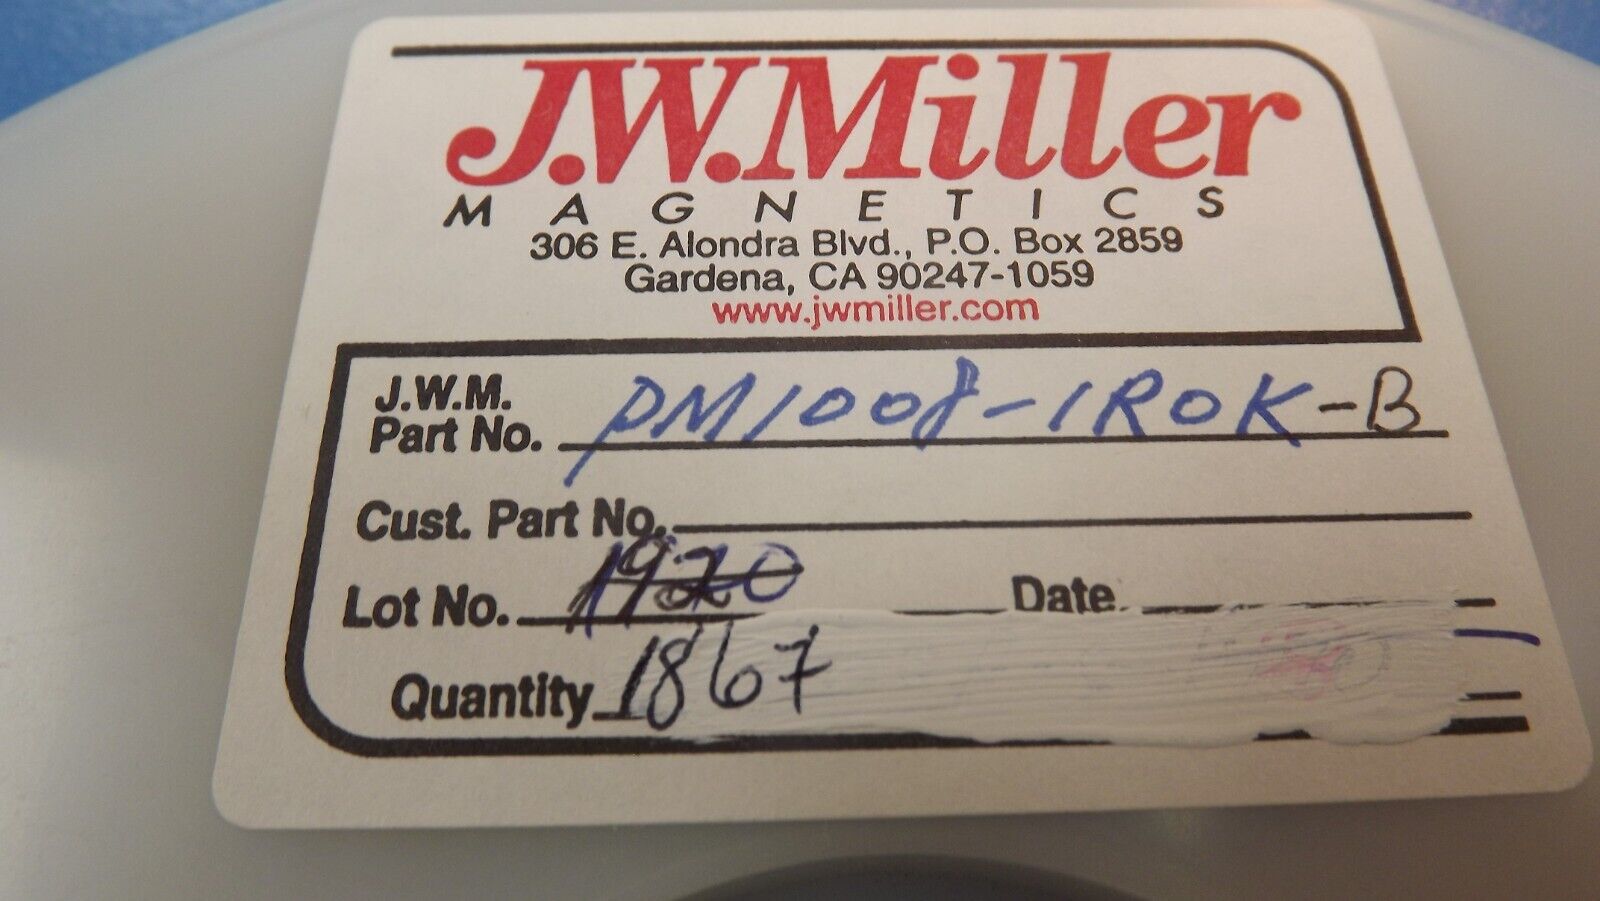 J.W.Miller
MAGNETICS
306 E. Alondra Blvd., P.O. Box 2859
Gardena, CA 90247-1059
www.jwmiller.com
J.W.M.
Part No. PM1008-1R0K-B
Cust. Part No.
Lot No. 1920 Date
Quantity 1867